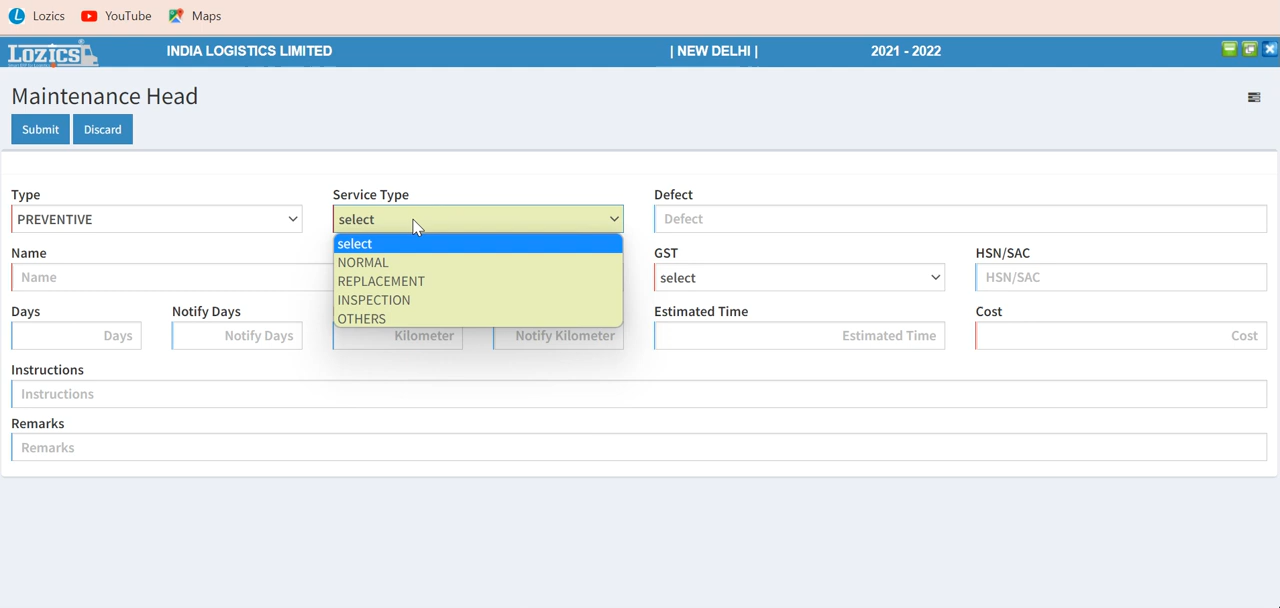 Lozics YouTube Maps
LOZICS INDIA LOGISTICS LIMITED | NEW DELHI | 2021 - 2022
Maintenance Head
Submit Discard
Type Service Type Defect
PREVENTIVE select Defect
select
Name GST HSN/SAC
NORMAL
Name select HSN/SAC
REPLACEMENT
INSPECTION
Days Notify Days Estimated Time Cost
OTHERS
Days Notify Days Kilometer Notify Kilometer Estimated Time Cost
Instructions
Instructions
Remarks
Remarks